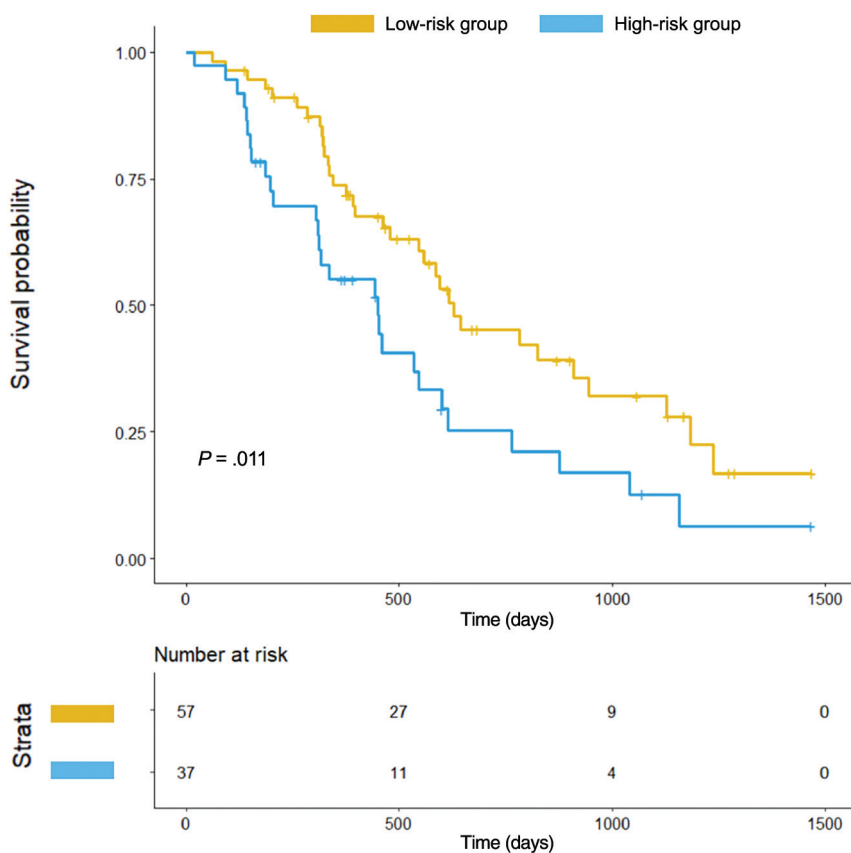 Low-risk group High-risk group
1.00
0.75
0.50
0.25
0.00
Survival probability
P = .011
0 500 1000 1500
Time (days)
Number at risk
Strata
57 27 9 0
37 11 4 0
0 500 1000 1500
Time (days)